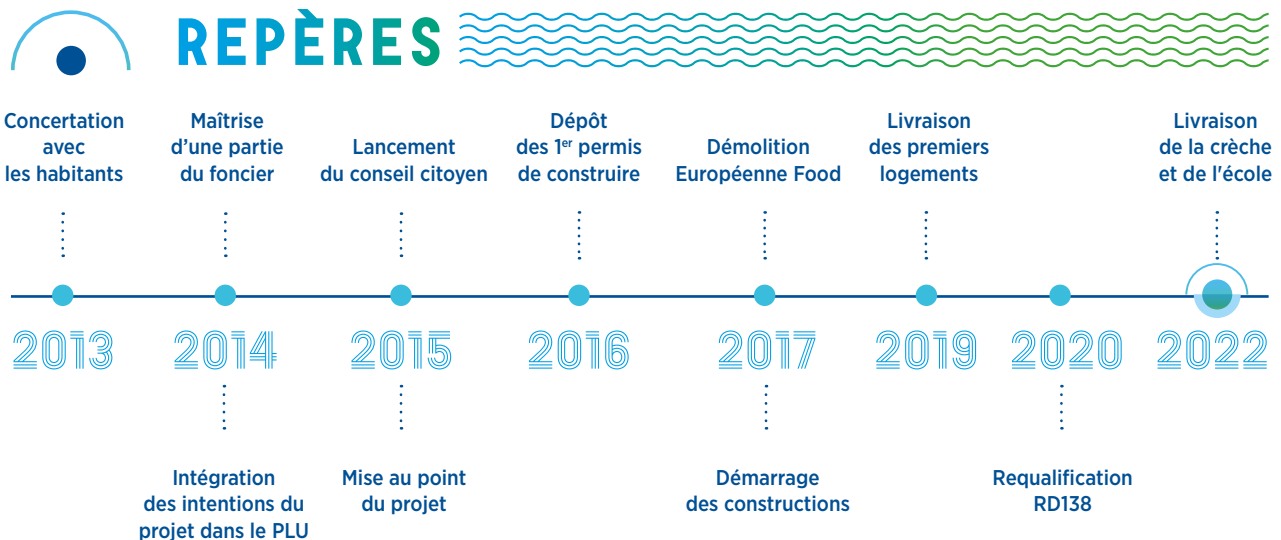 REPÈRES
Concertation
avec
les habitants
Maîtrise
d’une partie
du foncier
Lancement
du conseil citoyen
Dépôt
des 1er permis
de construire
Démolition
Européenne Food
Livraison
des premiers
logements
Livraison
de la crèche
et de l'école
2013 2014 2015 2016 2017 2019 2020 2022
Intégration
des intentions du
projet dans le PLU
Mise au point
du projet
Démarrage
des constructions
Requalification
RD138